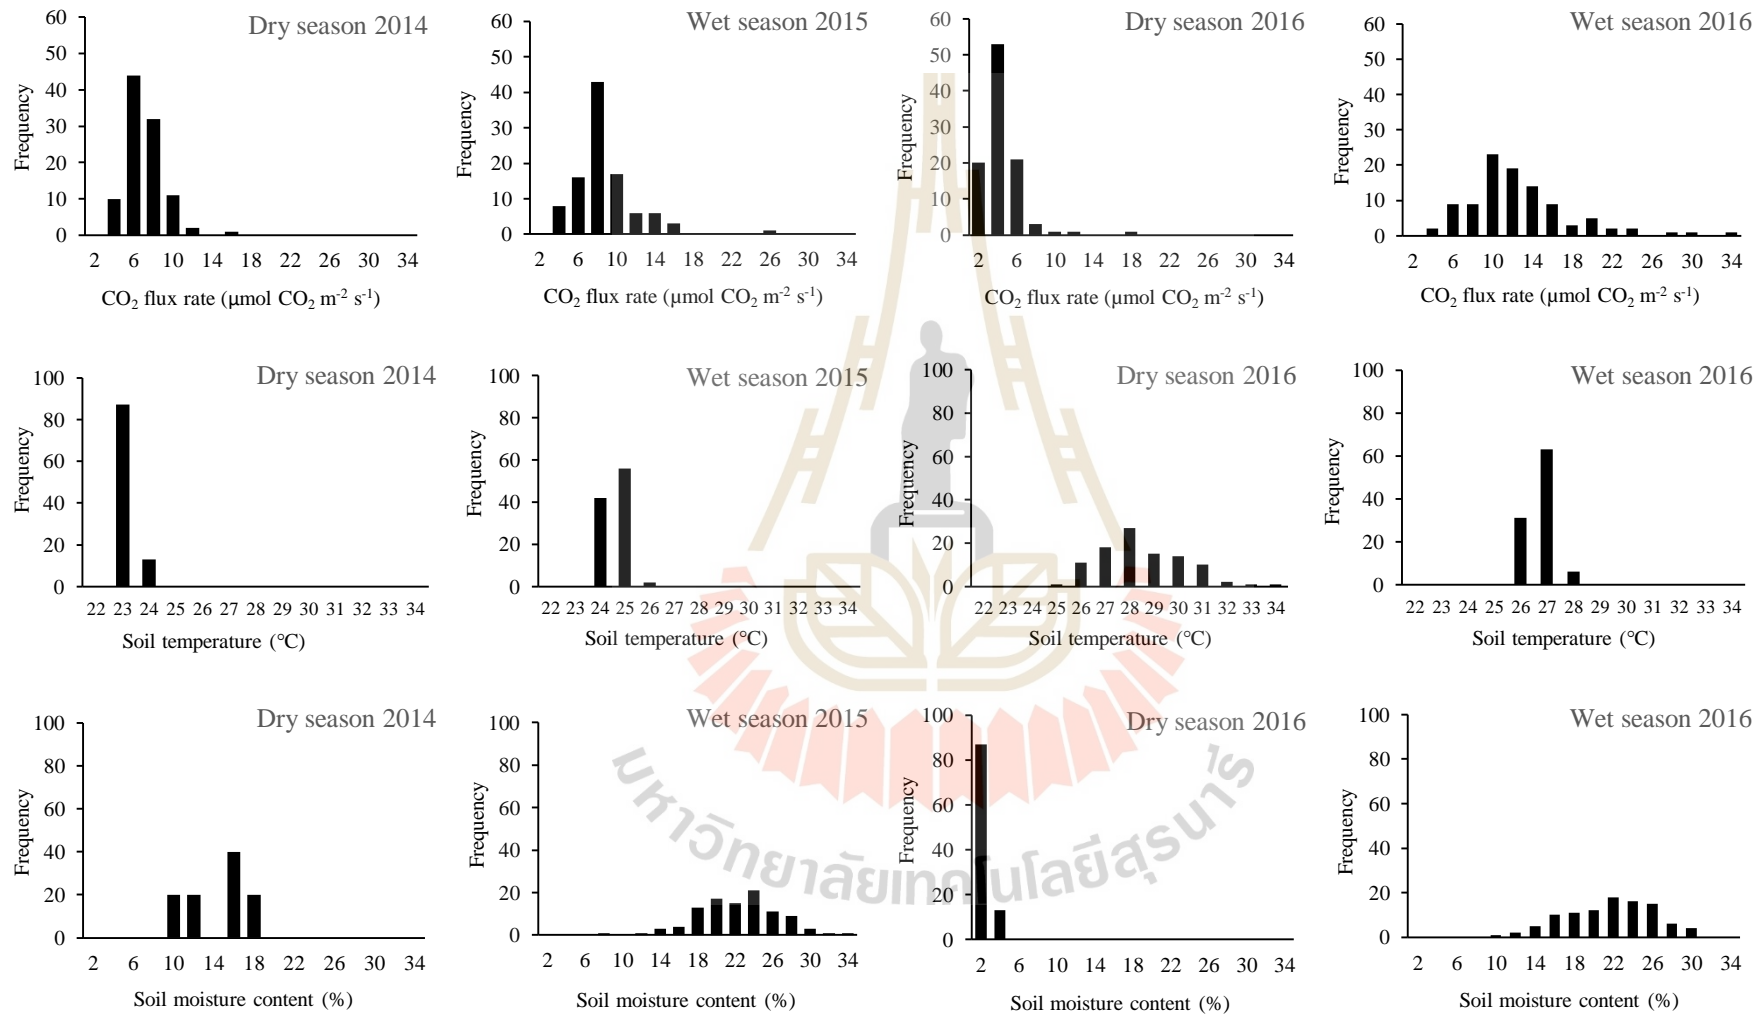 Dry season 2014
Frequency
60
50
40
30
20
10
0
2 6 10 14 18 22 26 30 34
CO₂ flux rate (µmol CO₂ m⁻² s⁻¹)
Wet season 2015
Frequency
60
50
40
30
20
10
0
2 6 10 14 18 22 26 30 34
CO₂ flux rate (µmol CO₂ m⁻² s⁻¹)
Dry season 2016
Frequency
60
50
40
30
20
10
0
2 6 10 14 18 22 26 30 34
CO₂ flux rate (µmol CO₂ m⁻² s⁻¹)
Wet season 2016
Frequency
60
50
40
30
20
10
0
2 6 10 14 18 22 26 30 34
CO₂ flux rate (µmol CO₂ m⁻² s⁻¹)
Dry season 2014
Frequency
100
80
60
40
20
0
22 23 24 25 26 27 28 29 30 31 32 33 34
Soil temperature (°C)
Wet season 2015
Frequency
100
80
60
40
20
0
22 23 24 25 26 27 28 29 30 31 32 33 34
Soil temperature (°C)
Dry season 2016
Frequency
100
80
60
40
20
0
22 23 24 25 26 27 28 29 30 31 32 33 34
Soil temperature (°C)
Wet season 2016
Frequency
100
80
60
40
20
0
22 23 24 25 26 27 28 29 30 31 32 33 34
Soil temperature (°C)
Dry season 2014
Frequency
100
80
60
40
20
0
2 6 10 14 18 22 26 30 34
Soil moisture content (%)
Wet season 2015
Frequency
100
80
60
40
20
0
2 6 10 14 18 22 26 30 34
Soil moisture content (%)
Dry season 2016
Frequency
100
80
60
40
20
0
2 6 10 14 18 22 26 30 34
Soil moisture content (%)
Wet season 2016
Frequency
100
80
60
40
20
0
2 6 10 14 18 22 26 30 34
Soil moisture content (%)
มหาวิทยาลัยเทคโนโลยีสุรนารี